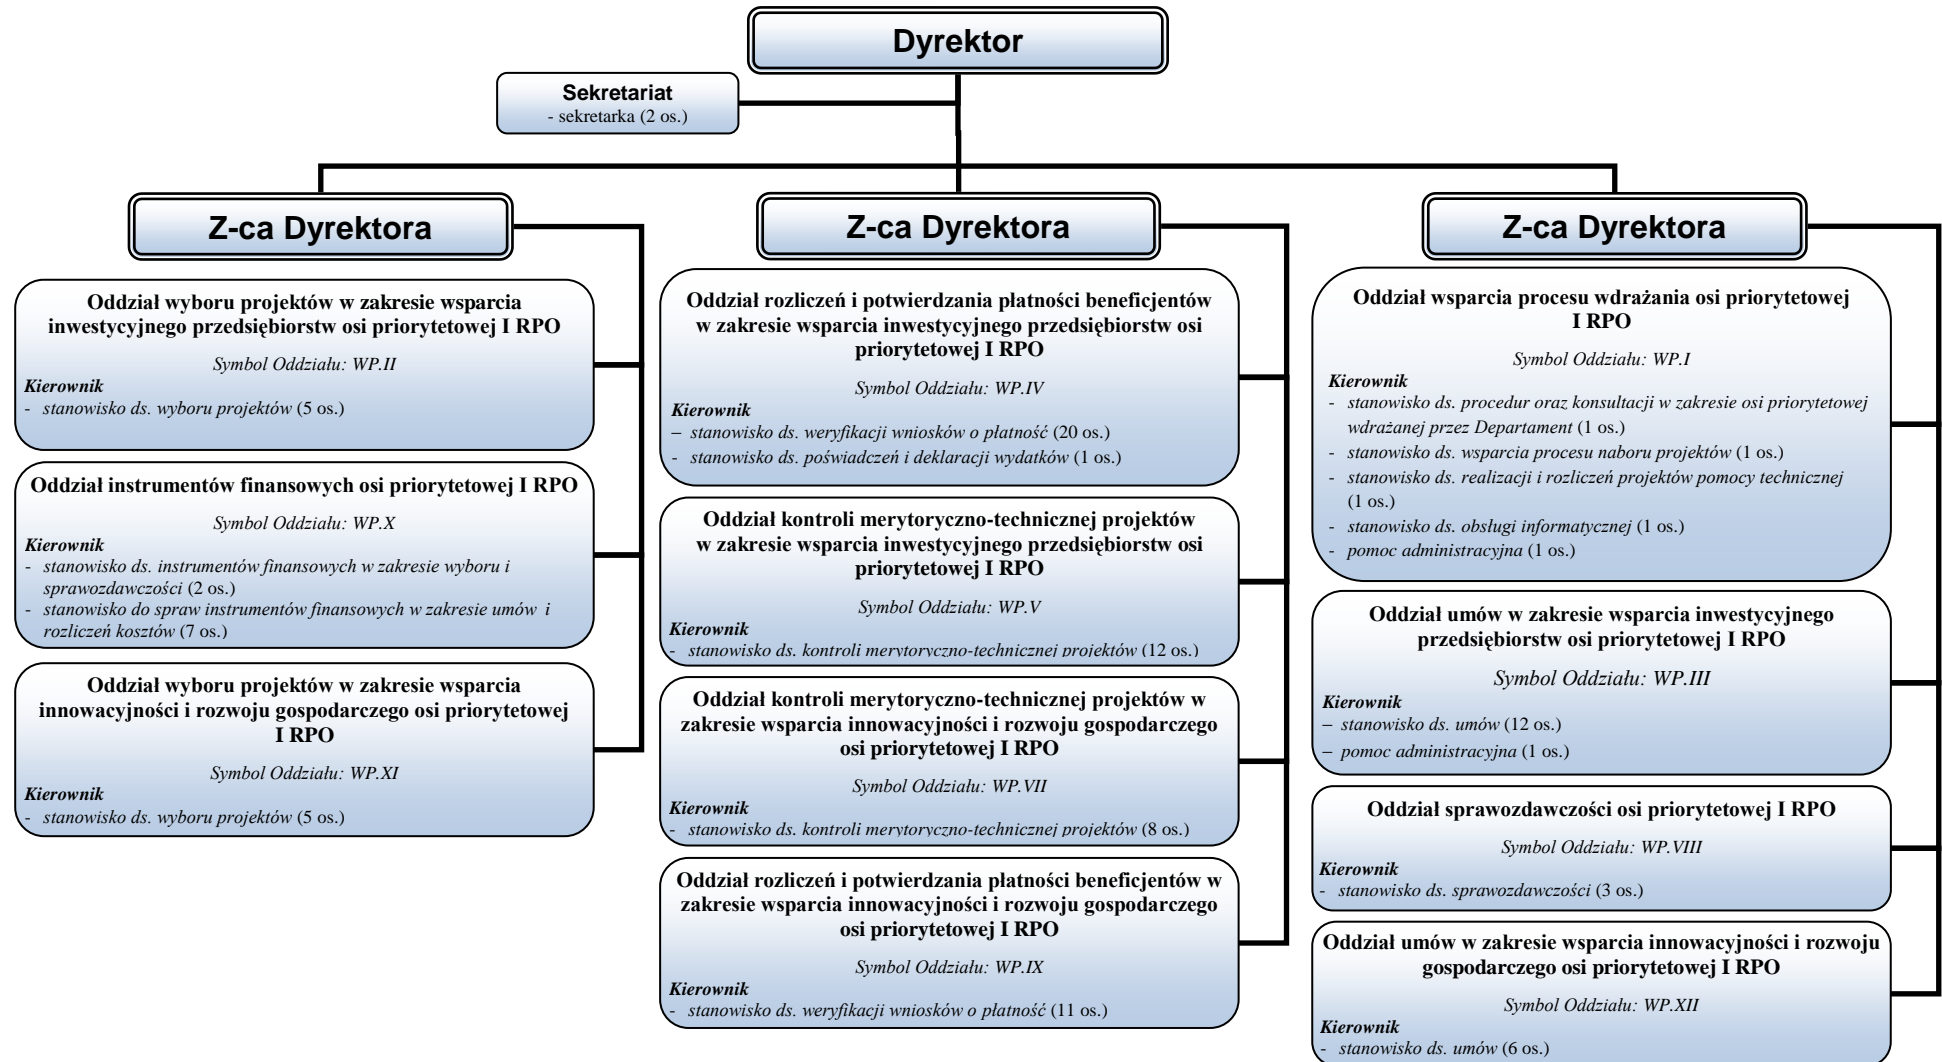 Dyrektor
Sekretariat
- sekretarka (2 os.)
Z-ca Dyrektora
Oddział wyboru projektów w zakresie wsparcia
inwestycyjnego przedsiębiorstw osi priorytetowej I RPO
Symbol Oddziału: WP.II
Kierownik
- stanowisko ds. wyboru projektów (5 os.)
Oddział instrumentów finansowych osi priorytetowej I RPO
Symbol Oddziału: WP.X
Kierownik
- stanowisko ds. instrumentów finansowych w zakresie wyboru i
sprawozdawczości (2 os.)
- stanowisko do spraw instrumentów finansowych w zakresie umów i
rozliczeń kosztów (7 os.)
Oddział wyboru projektów w zakresie wsparcia
innowacyjności i rozwoju gospodarczego osi priorytetowej
I RPO
Symbol Oddziału: WP.XI
Kierownik
- stanowisko ds. wyboru projektów (5 os.)
Z-ca Dyrektora
Oddział rozliczeń i potwierdzania płatności beneficjentów
w zakresie wsparcia inwestycyjnego przedsiębiorstw osi
priorytetowej I RPO
Symbol Oddziału: WP.IV
Kierownik
– stanowisko ds. weryfikacji wniosków o płatność (20 os.)
- stanowisko ds. poświadczeń i deklaracji wydatków (1 os.)
Oddział kontroli merytoryczno-technicznej projektów
w zakresie wsparcia inwestycyjnego przedsiębiorstw osi
priorytetowej I RPO
Symbol Oddziału: WP.V
Kierownik
- stanowisko ds. kontroli merytoryczno-technicznej projektów (12 os.)
Oddział kontroli merytoryczno-technicznej projektów w
zakresie wsparcia innowacyjności i rozwoju gospodarczego
osi priorytetowej I RPO
Symbol Oddziału: WP.VII
Kierownik
- stanowisko ds. kontroli merytoryczno-technicznej projektów (8 os.)
Oddział rozliczeń i potwierdzania płatności beneficjentów w
zakresie wsparcia innowacyjności i rozwoju gospodarczego
osi priorytetowej I RPO
Symbol Oddziału: WP.IX
Kierownik
- stanowisko ds. weryfikacji wniosków o płatność (11 os.)
Z-ca Dyrektora
Oddział wsparcia procesu wdrażania osi priorytetowej
I RPO
Symbol Oddziału: WP.I
Kierownik
- stanowisko ds. procedur oraz konsultacji w zakresie osi priorytetowej
wdrażanej przez Departament (1 os.)
- stanowisko ds. wsparcia procesu naboru projektów (1 os.)
- stanowisko ds. realizacji i rozliczeń projektów pomocy technicznej
(1 os.)
- stanowisko ds. obsługi informatycznej (1 os.)
- pomoc administracyjna (1 os.)
Oddział umów w zakresie wsparcia inwestycyjnego
przedsiębiorstw osi priorytetowej I RPO
Symbol Oddziału: WP.III
Kierownik
– stanowisko ds. umów (12 os.)
– pomoc administracyjna (1 os.)
Oddział sprawozdawczości osi priorytetowej I RPO
Symbol Oddziału: WP.VIII
Kierownik
- stanowisko ds. sprawozdawczości (3 os.)
Oddział umów w zakresie wsparcia innowacyjności i rozwoju
gospodarczego osi priorytetowej I RPO
Symbol Oddziału: WP.XII
Kierownik
- stanowisko ds. umów (6 os.)